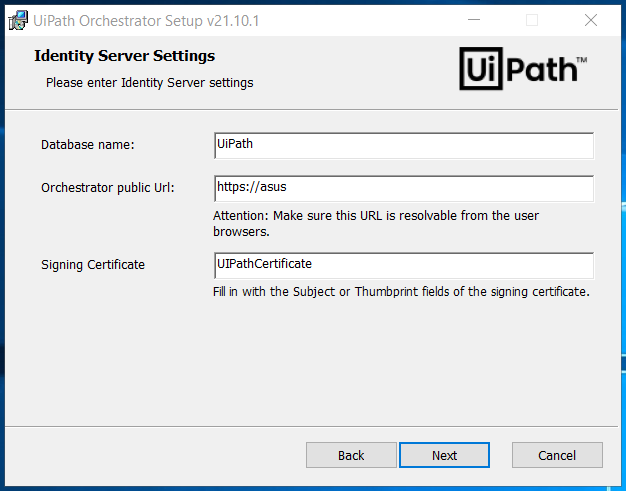 UiPath Orchestrator Setup v21.10.1
Identity Server Settings
Please enter Identity Server settings
Ui Path™
Database name:
UiPath
Orchestrator public Url:
https://asus
Attention: Make sure this URL is resolvable from the user
browsers.
Signing Certificate
UIPathCertificate
Fill in with the Subject or Thumbprint fields of the signing certificate.
Back
Next
Cancel